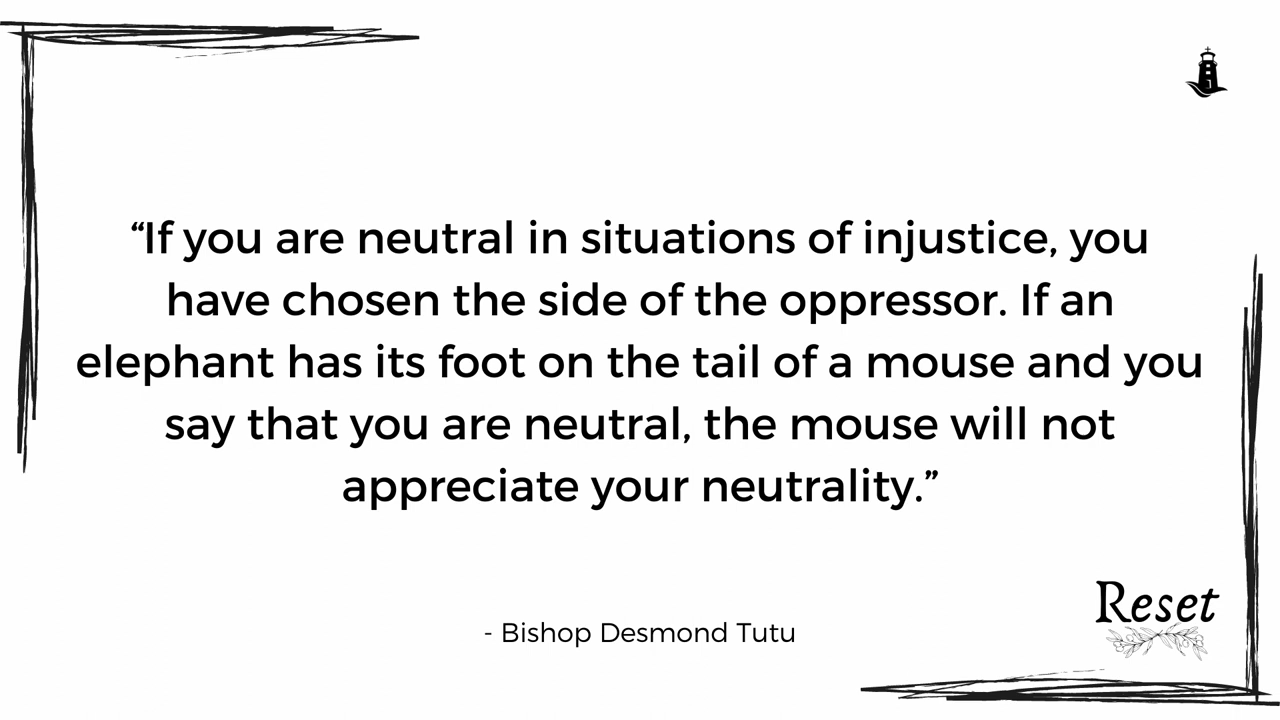 “If you are neutral in situations of injustice, you
have chosen the side of the oppressor. If an
elephant has its foot on the tail of a mouse and you
say that you are neutral, the mouse will not
appreciate your neutrality.”
- Bishop Desmond Tutu
Reset